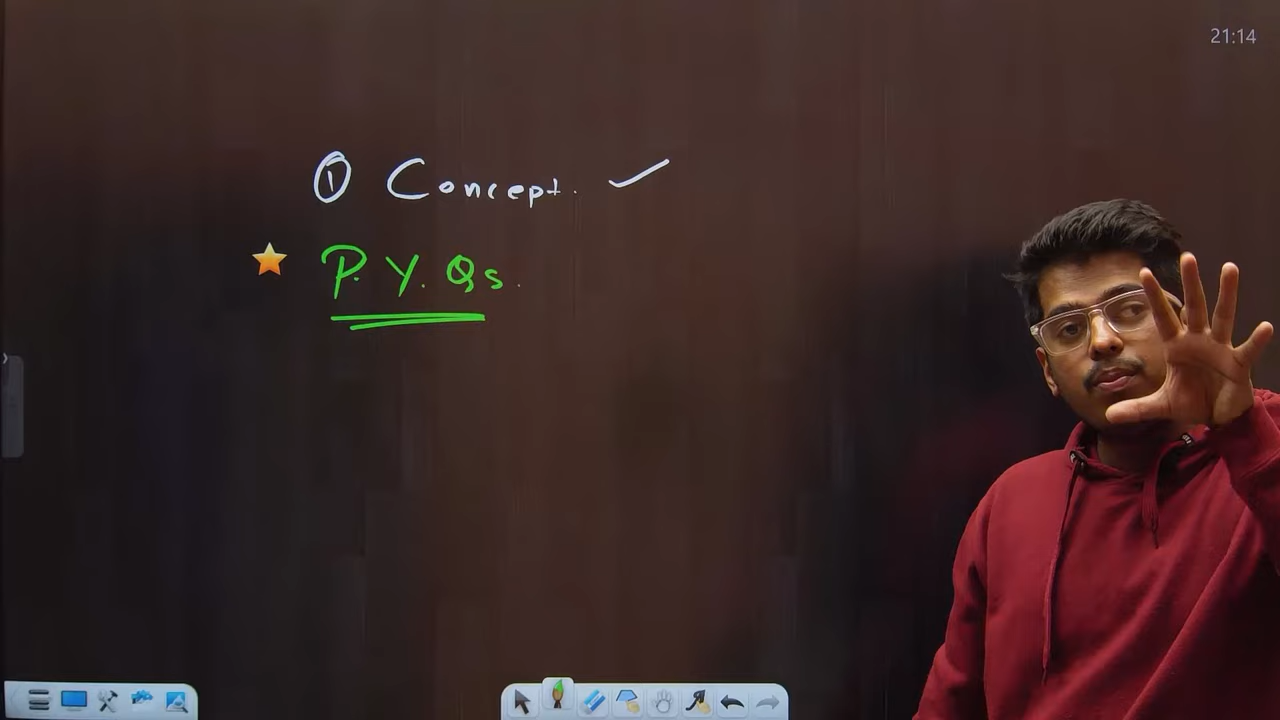 21:14
① Concept. ✓
P.Y.Qs.